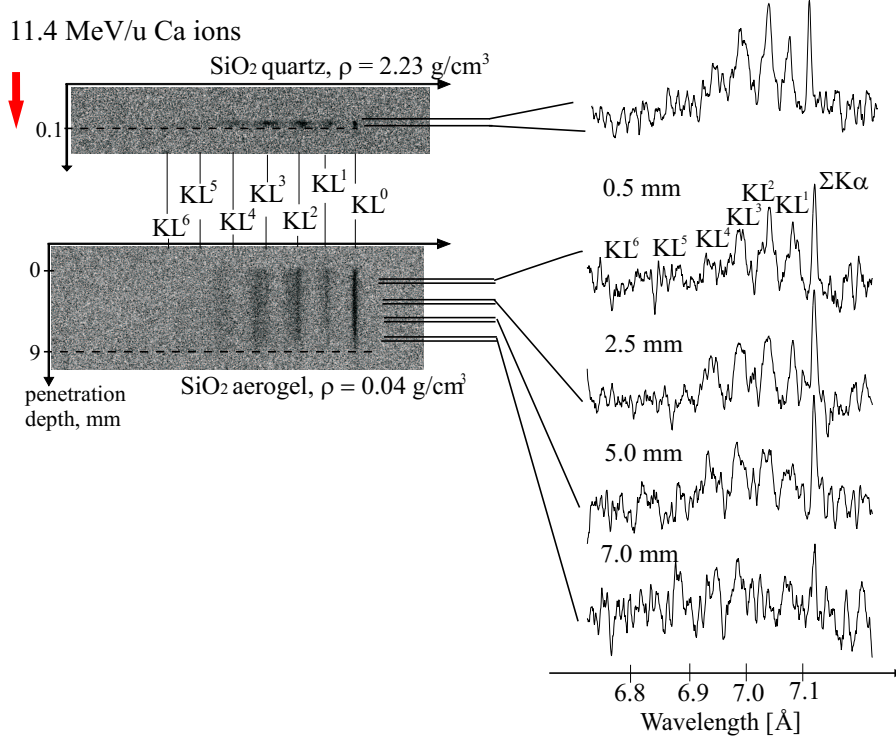 11.4 MeV/u Ca ions
SiO₂ quartz, ρ = 2.23 g/cm³
0.1
KL⁶
KL⁵
KL⁴
KL³
KL²
KL¹
KL⁰
0
9
penetration
depth, mm
SiO₂ aerogel, ρ = 0.04 g/cm³
0.5 mm
KL⁶
KL⁵
KL⁴
KL³
KL²
KL¹
ΣKα
2.5 mm
5.0 mm
7.0 mm
6.8 6.9 7.0 7.1
Wavelength [Å]